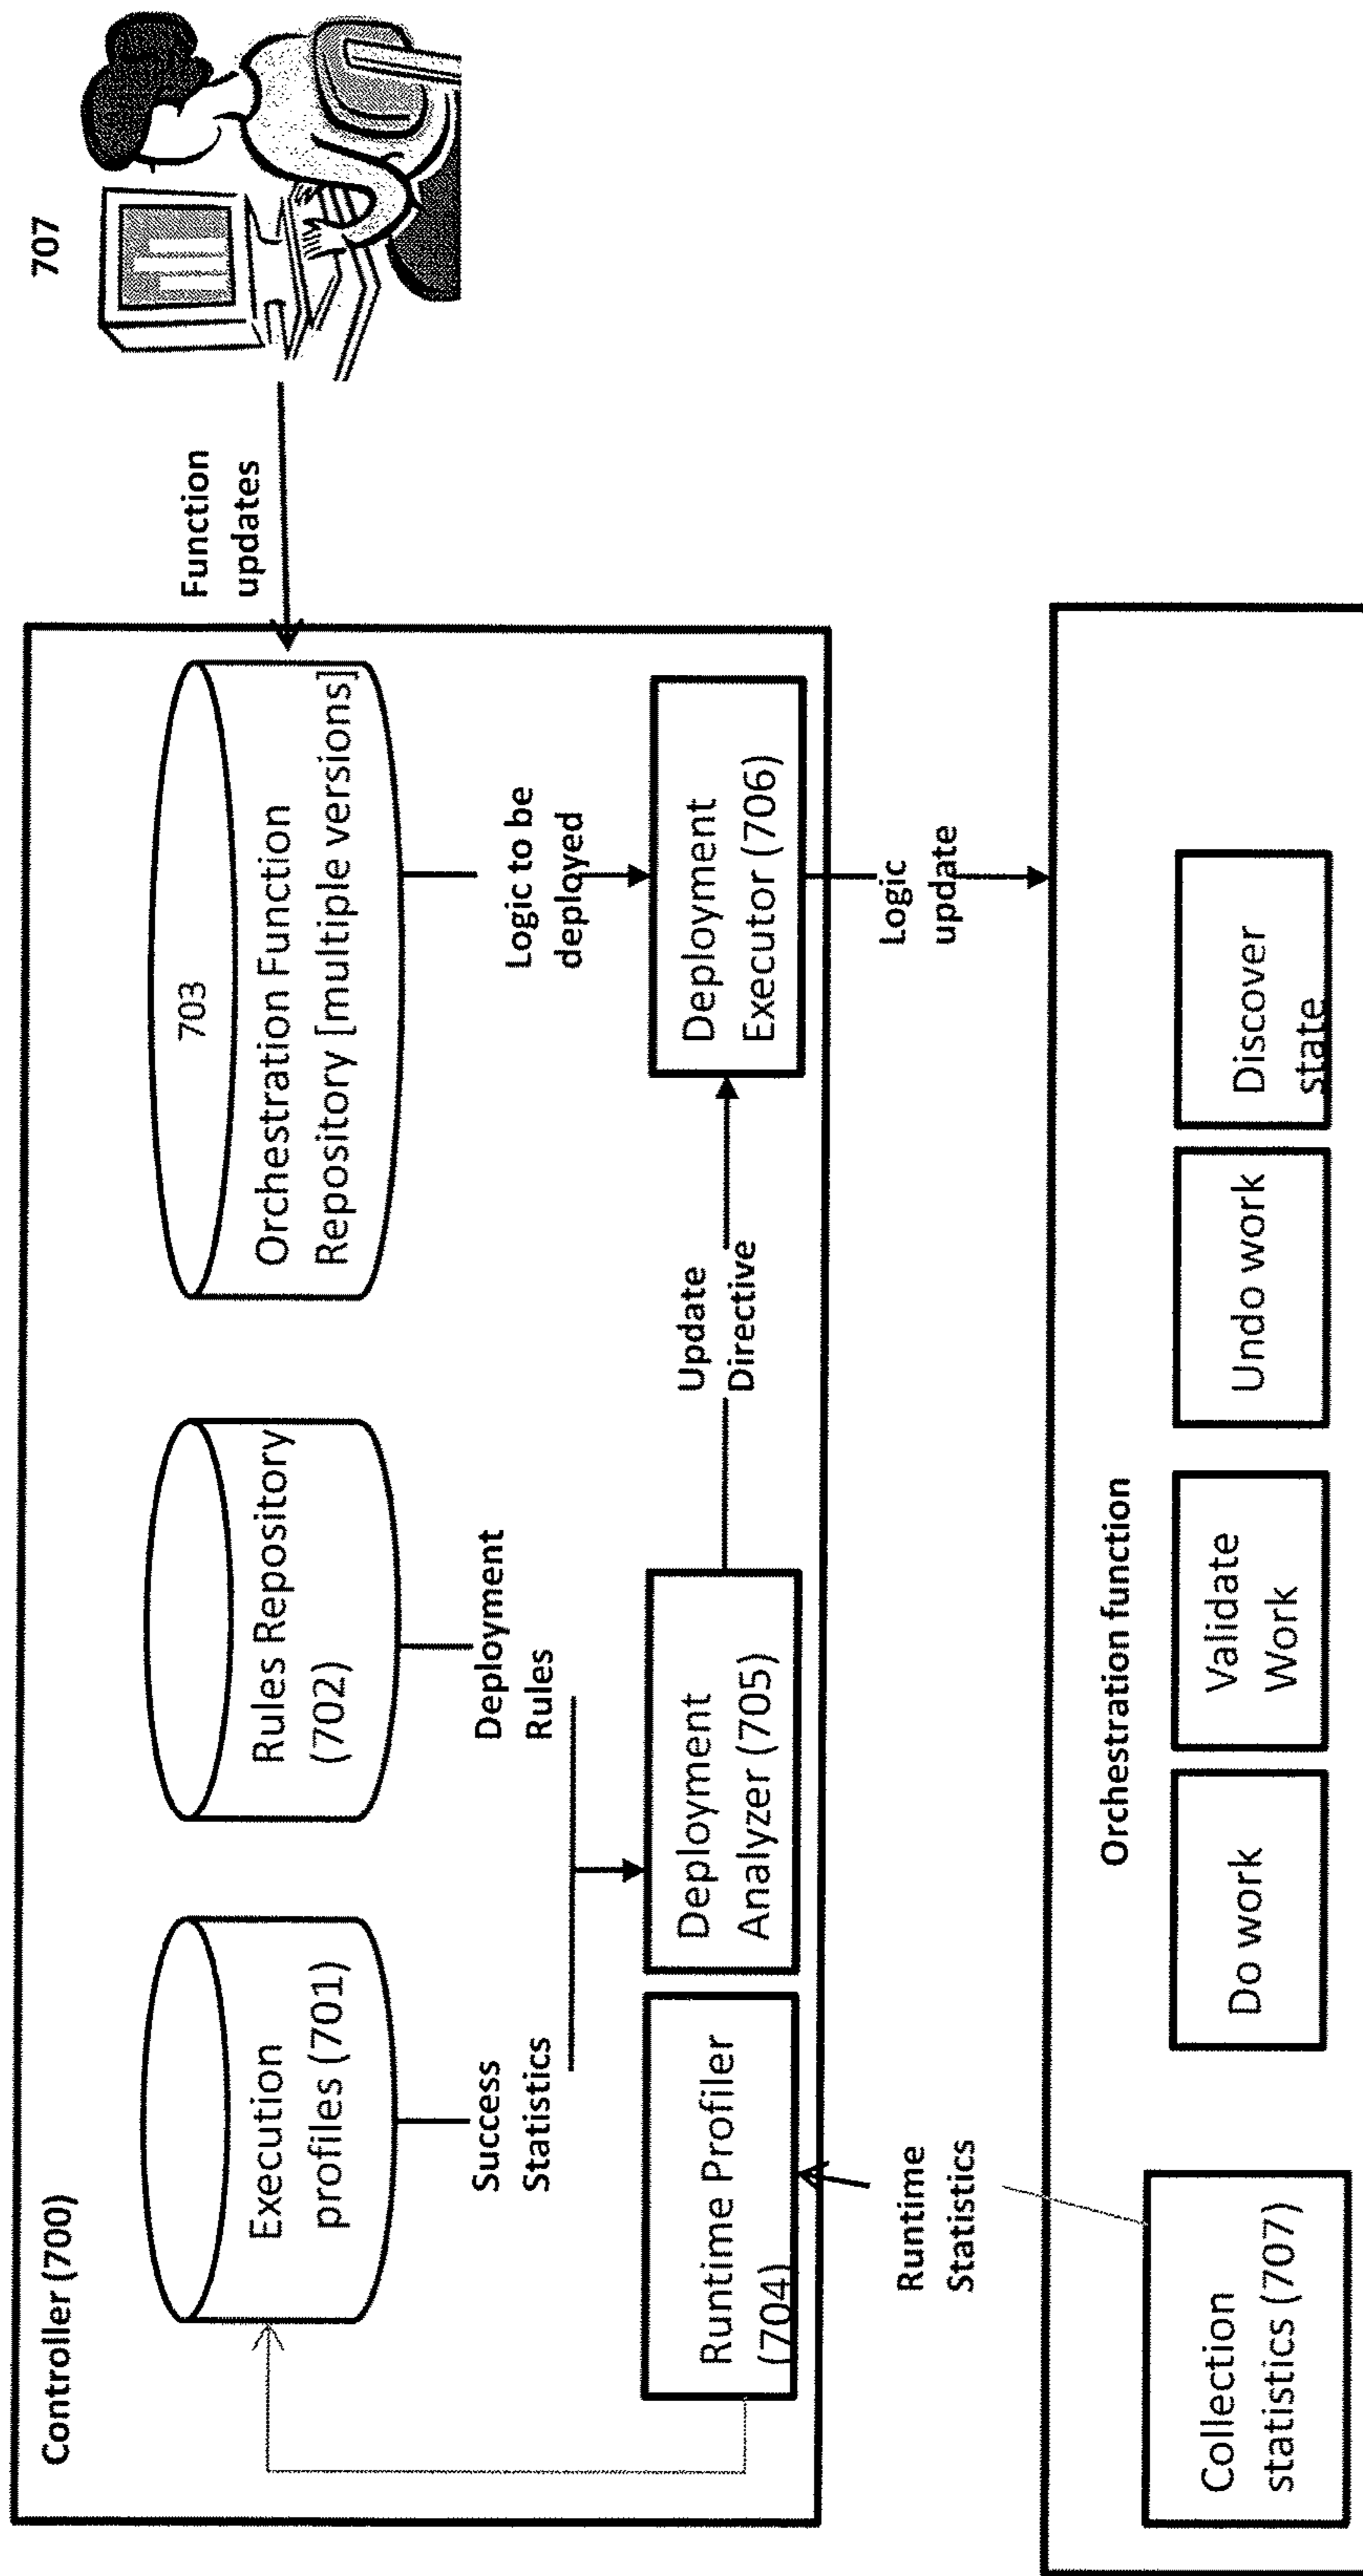 707
Controller (700)
Function
updates
Execution
profiles (701)
Rules Repository
(702)
703
Orchestration Function
Repository [multiple versions]
Success
Statistics
Deployment
Rules
Logic to be
deployed
Runtime Profiler
(704)
Deployment
Analyzer (705)
Update
Directive
Deployment
Executor (706)
Runtime
Statistics
Logic
update
Orchestration function
Collection
statistics (707)
Do work
Validate
Work
Undo work
Discover
state